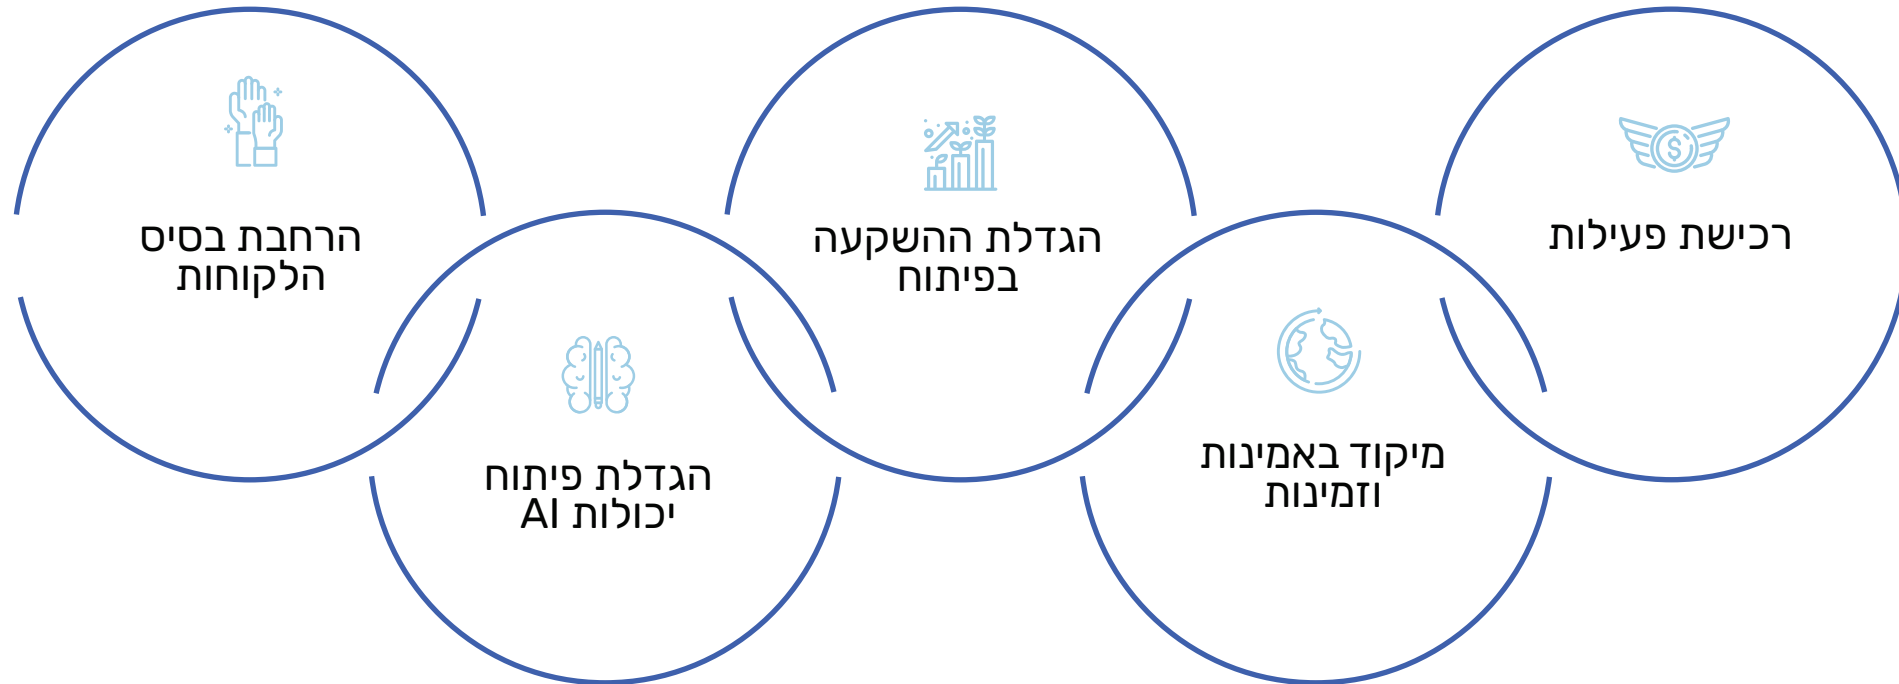 רכישת פעילות
מיקוד באמינות
וזמינות
הגדלת ההשקעה
בפיתוח
הגדלת פיתוח
יכולות AI
הרחבת בסיס
הלקוחות